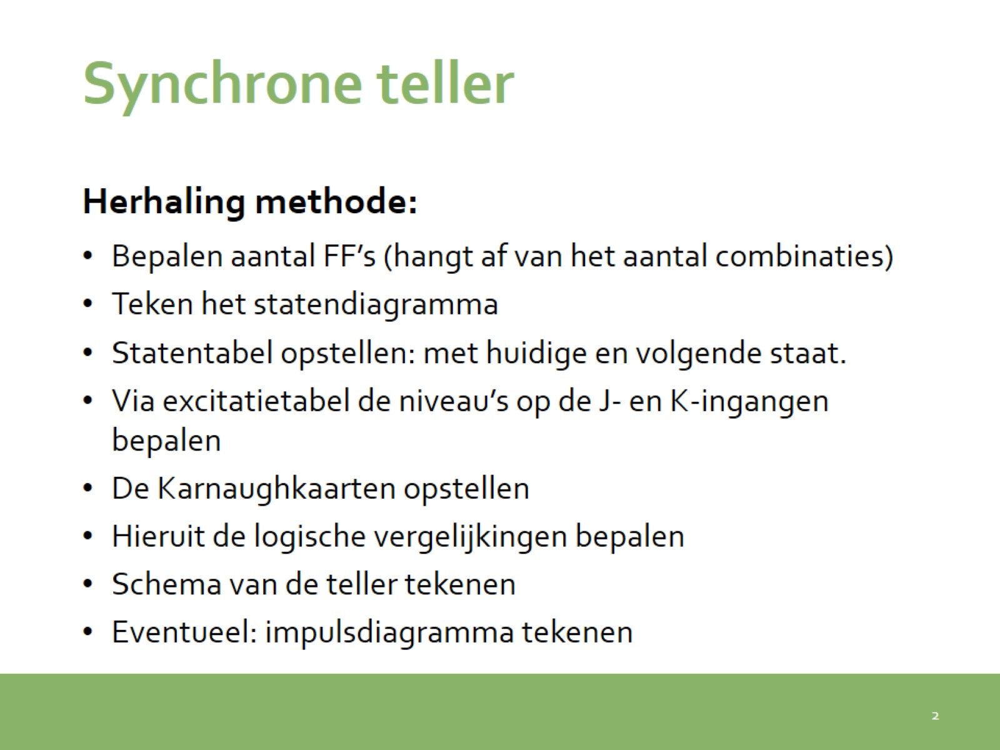 Synchrone teller
Herhaling methode:
• Bepalen aantal FF’s (hangt af van het aantal combinaties)
• Teken het statendiagramma
• Statentabel opstellen: met huidige en volgende staat.
• Via excitatietabel de niveau’s op de J- en K-ingangen
bepalen
• De Karnaughkaarten opstellen
• Hieruit de logische vergelijkingen bepalen
• Schema van de teller tekenen
• Eventueel: impulsdiagramma tekenen
2